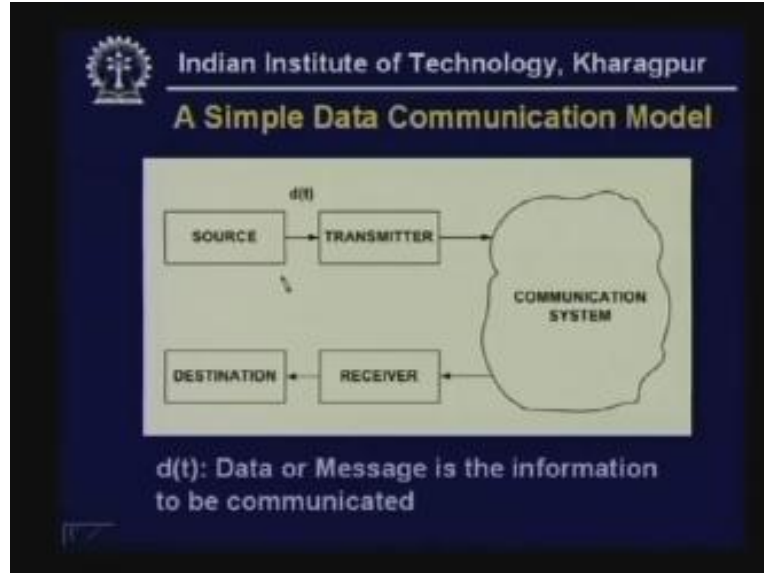 Indian Institute of Technology, Kharagpur
A Simple Data Communication Model
d(t)
SOURCE
TRANSMITTER
COMMUNICATION
SYSTEM
DESTINATION
RECEIVER
d(t): Data or Message is the information
to be communicated